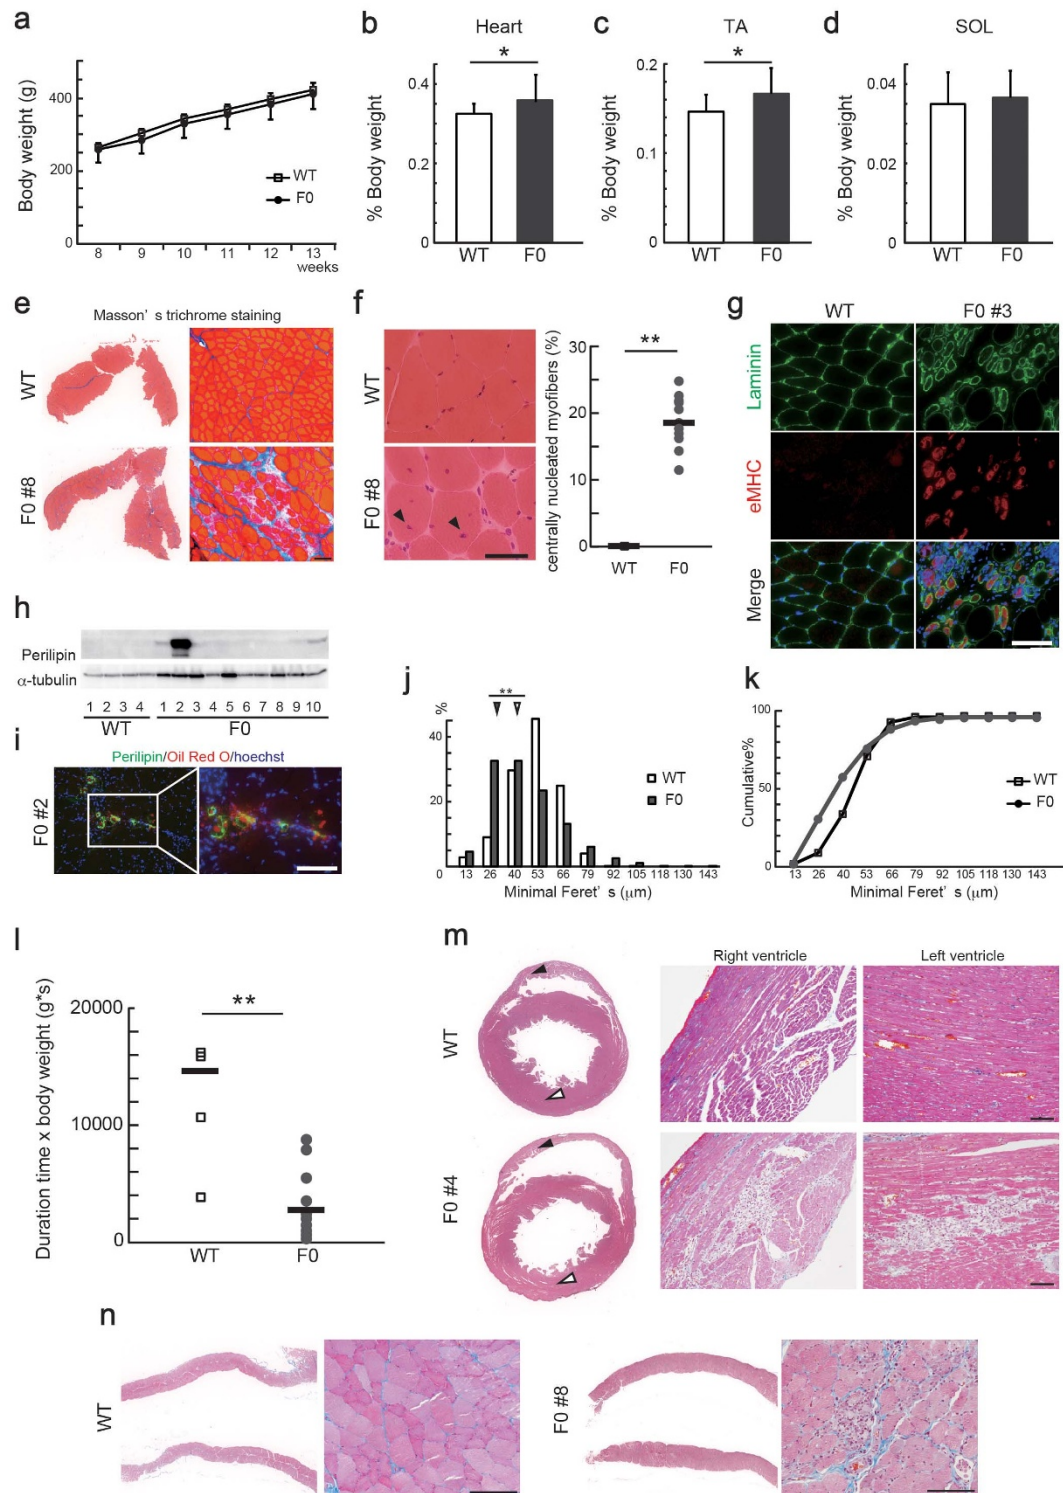 a
Body weight (g)
400
200
0
WT
F0
8 9 10 11 12 13
weeks
b
Heart
*
% Body weight
0.4
0.2
0
WT F0
c
TA
*
% Body weight
0.2
0.1
0
WT F0
d
SOL
% Body weight
0.04
0.02
0
WT F0
e
Masson's trichrome staining
WT
F0 #8
f
WT
F0 #8
centrally nucleated myofibers (%)
30
20
10
0
**
WT F0
g
WT F0 #3
Laminin
eMHC
Merge
h
Perilipin
α-tubulin
1 2 3 4 1 2 3 4 5 6 7 8 9 10
WT F0
i
Perilipin/Oil Red O/hoechst
F0 #2
j
%
**
40
20
0
WT
F0
13 26 40 53 66 79 92 105 118 130 143
Minimal Feret's (μm)
k
Cumulative%
100
50
0
WT
F0
13 26 40 53 66 79 92 105 118 130 143
Minimal Feret's (μm)
l
Duration time x body weight (g*s)
20000
10000
0
**
WT F0
m
Right ventricle Left ventricle
WT
F0 #4
n
WT
F0 #8